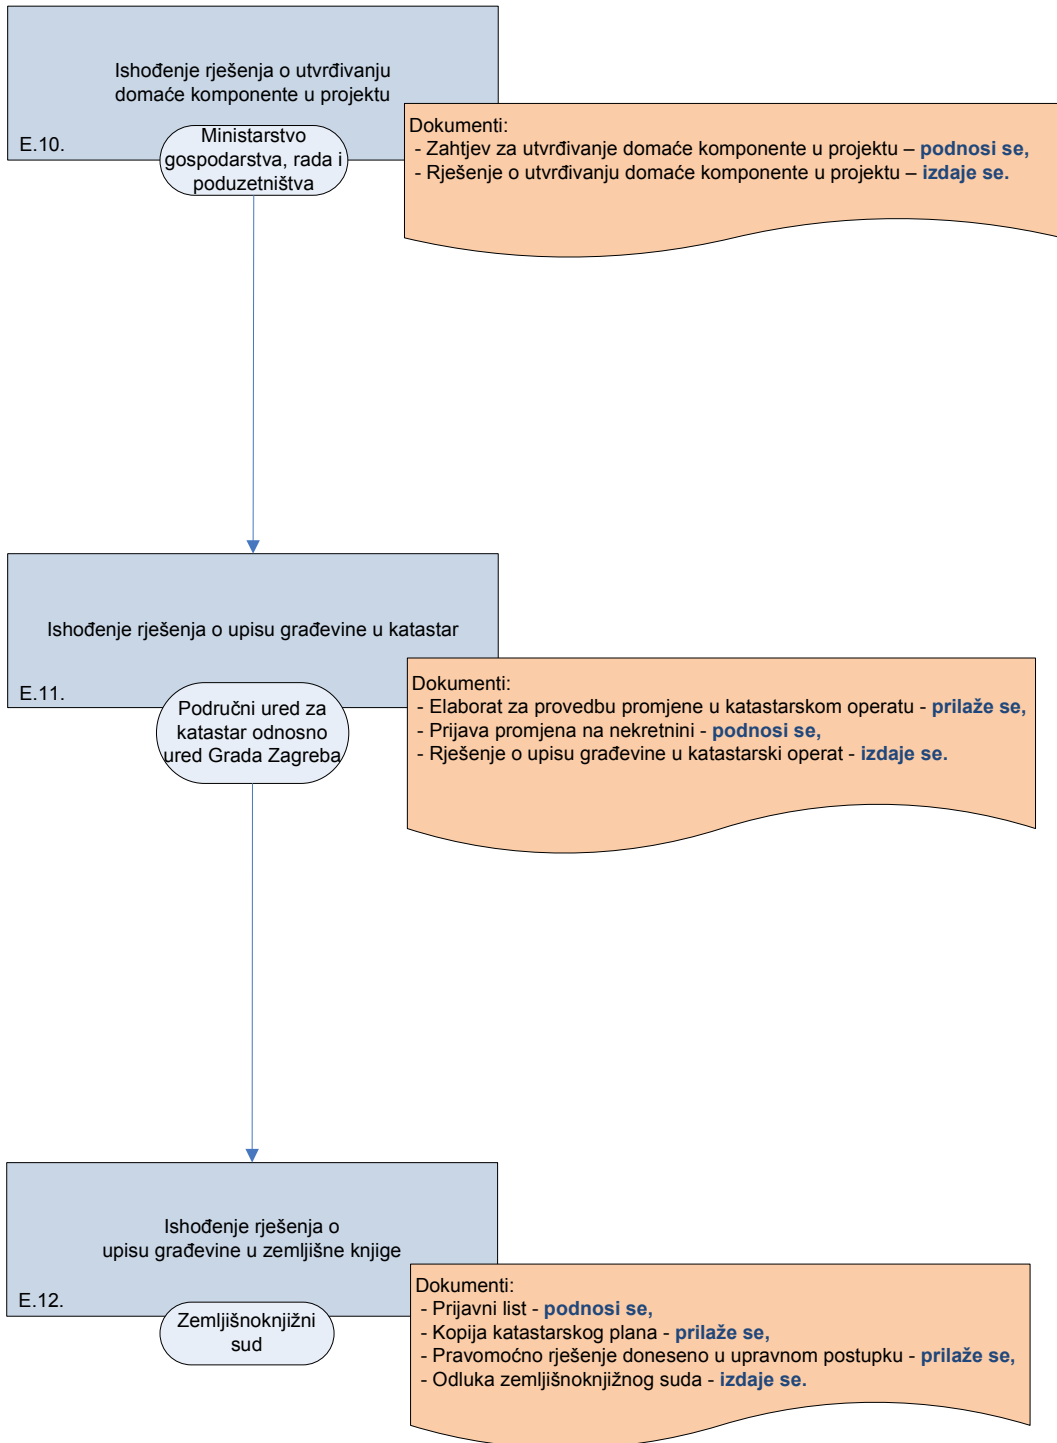 Ishođenje rješenja o utvrđivanju
domaće komponente u projektu
E.10.
Ministarstvo
gospodarstva, rada i
poduzetništva
Dokumenti:
- Zahtjev za utvrđivanje domaće komponente u projektu – podnosi se,
- Rješenje o utvrđivanju domaće komponente u projektu – izdaje se.
Ishođenje rješenja o upisu građevine u katastar
E.11.
Područni ured za
katastar odnosno
ured Grada Zagreba
Dokumenti:
- Elaborat za provedbu promjene u katastarskom operatu - prilaže se,
- Prijava promjena na nekretnini - podnosi se,
- Rješenje o upisu građevine u katastarski operat - izdaje se.
Ishođenje rješenja o
upisu građevine u zemljišne knjige
E.12.
Zemljišnoknjižni
sud
Dokumenti:
- Prijavni list - podnosi se,
- Kopija katastarskog plana - prilaže se,
- Pravomoćno rješenje doneseno u upravnom postupku - prilaže se,
- Odluka zemljišnoknjižnog suda - izdaje se.